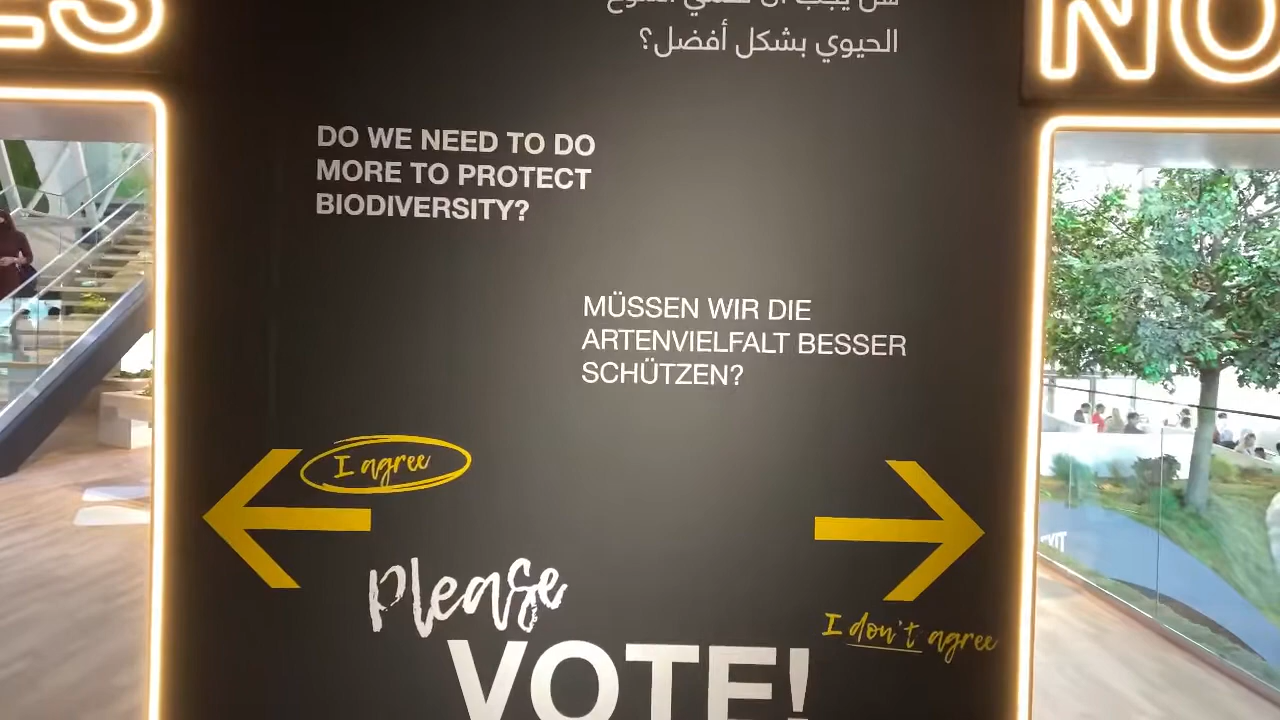 NO
الحيوي بشكل أفضل؟
DO WE NEED TO DO
MORE TO PROTECT
BIODIVERSITY?
MÜSSEN WIR DIE
ARTENVIELFALT BESSER
SCHÜTZEN?
I agree
Please
VOTE!
I don't agree